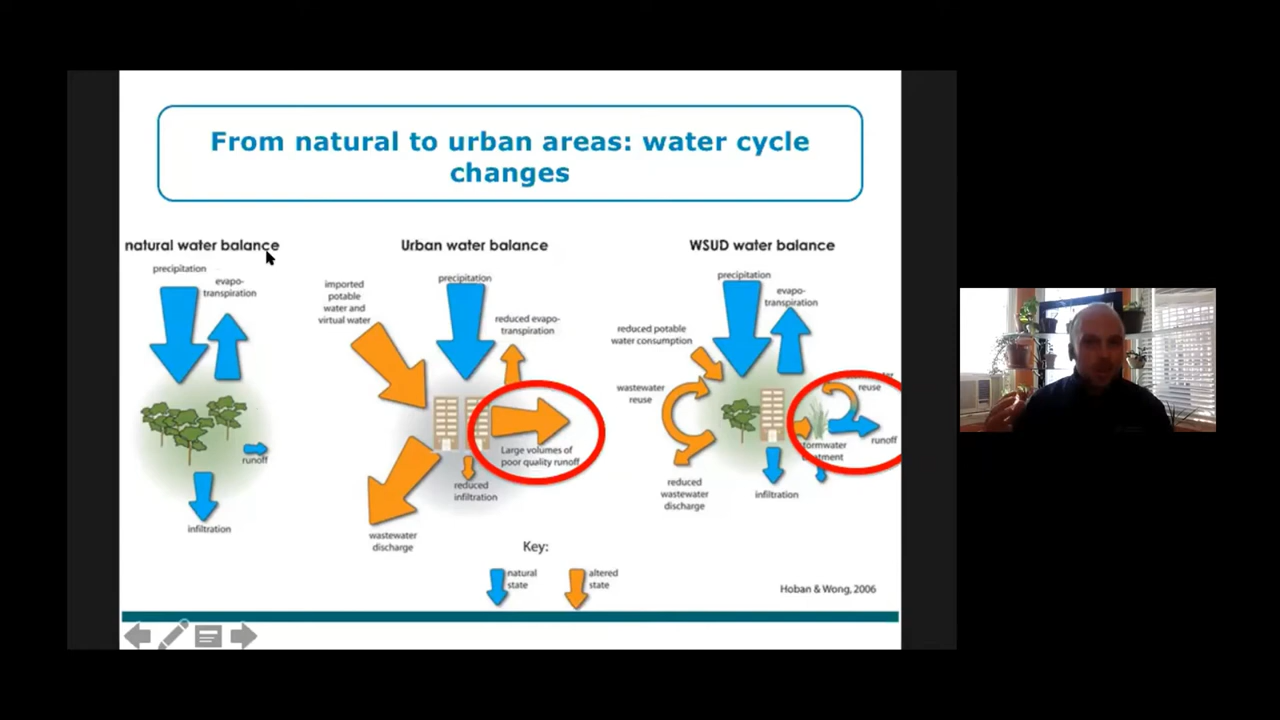 From natural to urban areas: water cycle
changes
natural water balance
precipitation
evapo-
transpiration
runoff
infiltration
Urban water balance
imported
potable
water and
virtual water
precipitation
reduced evapo-
transpiration
Large volumes of
poor quality runoff
reduced
infiltration
wastewater
discharge
WSUD water balance
precipitation
evapo-
transpiration
reduced potable
water consumption
wastewater
reuse
reuse
runoff
infiltration
reduced
wastewater
discharge
Key:
natural
state
altered
state
Hoban & Wong, 2006